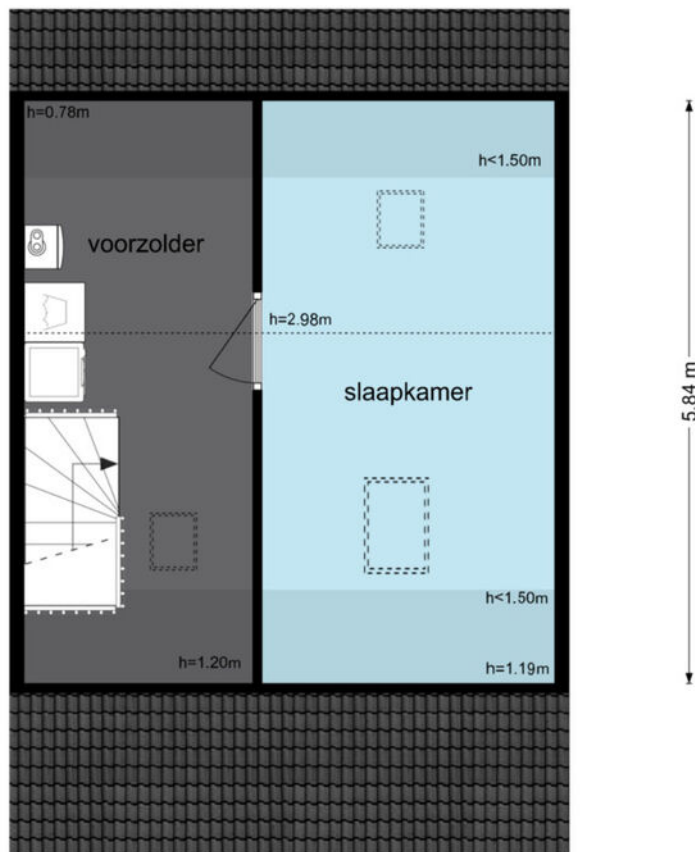 h=0.78m
h<1.50m
voorzolder
h=2.98m
slaapkamer
5.84 m
h<1.50m
h=1.20m
h=1.19m